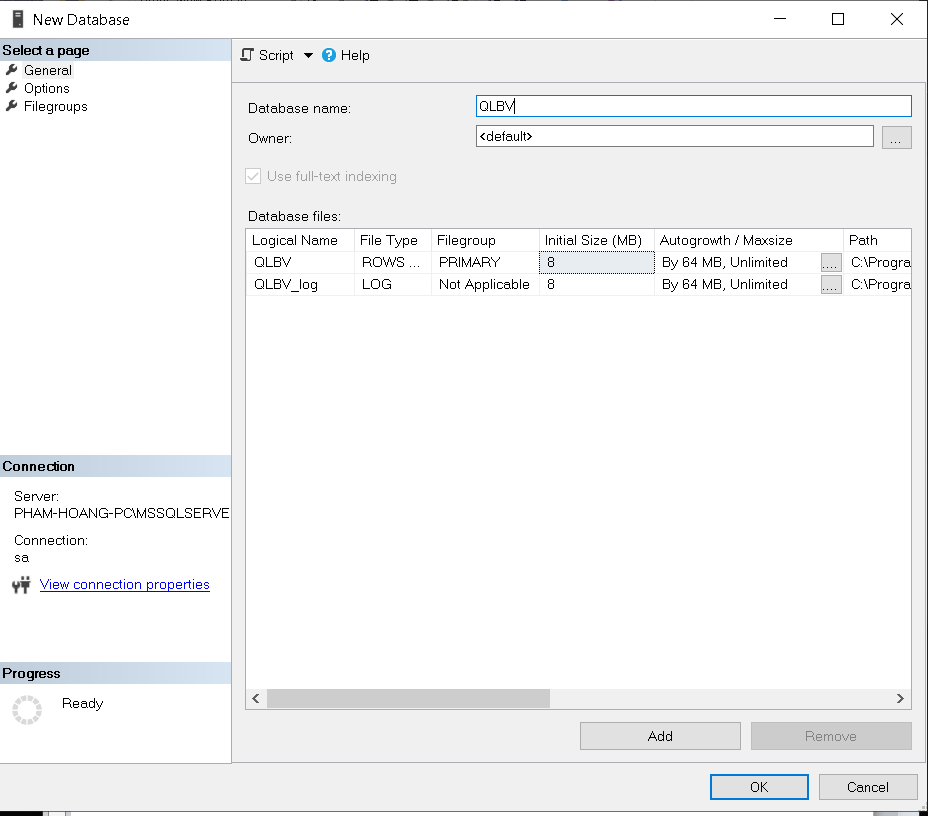 New Database
Select a page
General
Options
Filegroups
Script
Help
Database name:
QLBV
Owner:
<default>
...
Use full-text indexing
Database files:
Logical Name File Type Filegroup Initial Size (MB) Autogrowth / Maxsize Path
QLBV ROWS ... PRIMARY 8 By 64 MB, Unlimited .... C:\Progra
QLBV_log LOG Not Applicable 8 By 64 MB, Unlimited .... C:\Progra
Connection
Server:
PHAM-HOANG-PC\MSSQLSERVE
Connection:
sa
View connection properties
Progress
Ready
Add
Remove
OK
Cancel